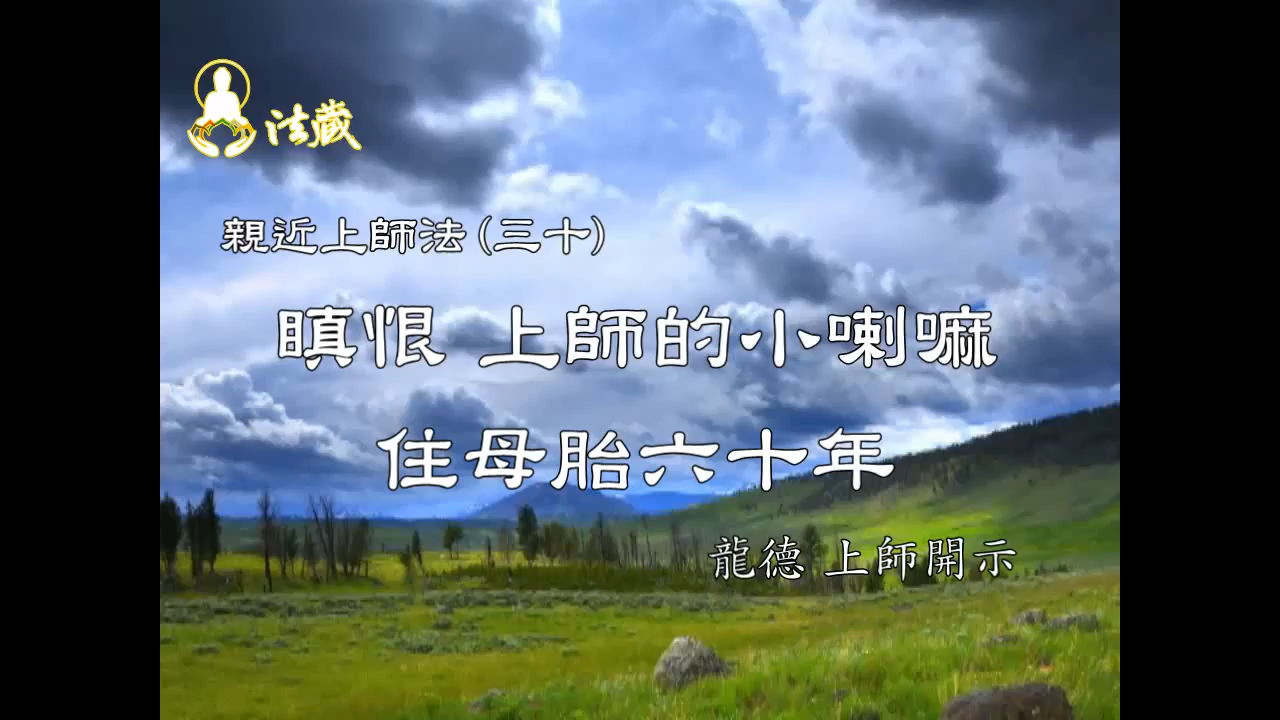 法藏
親近上師法(三十)
瞋恨 上師的小喇嘛
住母胎六十年
龍德 上師開示